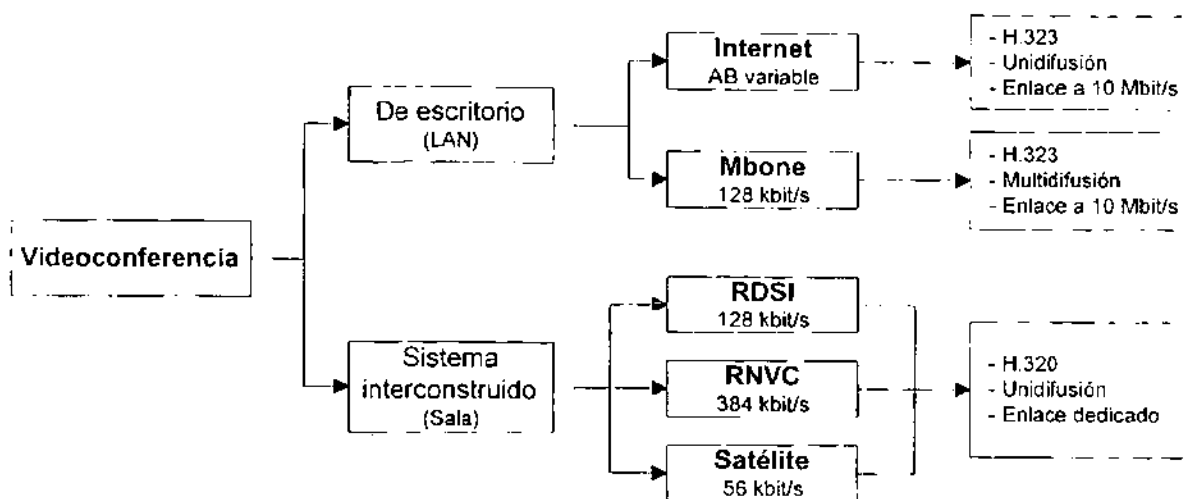 Videoconferencia
De escritorio
(LAN)
Sistema
interconstruido
(Sala)
Internet
AB variable
Mbone
128 kbit/s
RDSI
128 kbit/s
RNVC
384 kbit/s
Satélite
56 kbit/s
- H.323
- Unidifusión
- Enlace a 10 Mbit/s
- H.323
- Multidifusión
- Enlace a 10 Mbit/s
- H.320
- Unidifusión
- Enlace dedicado